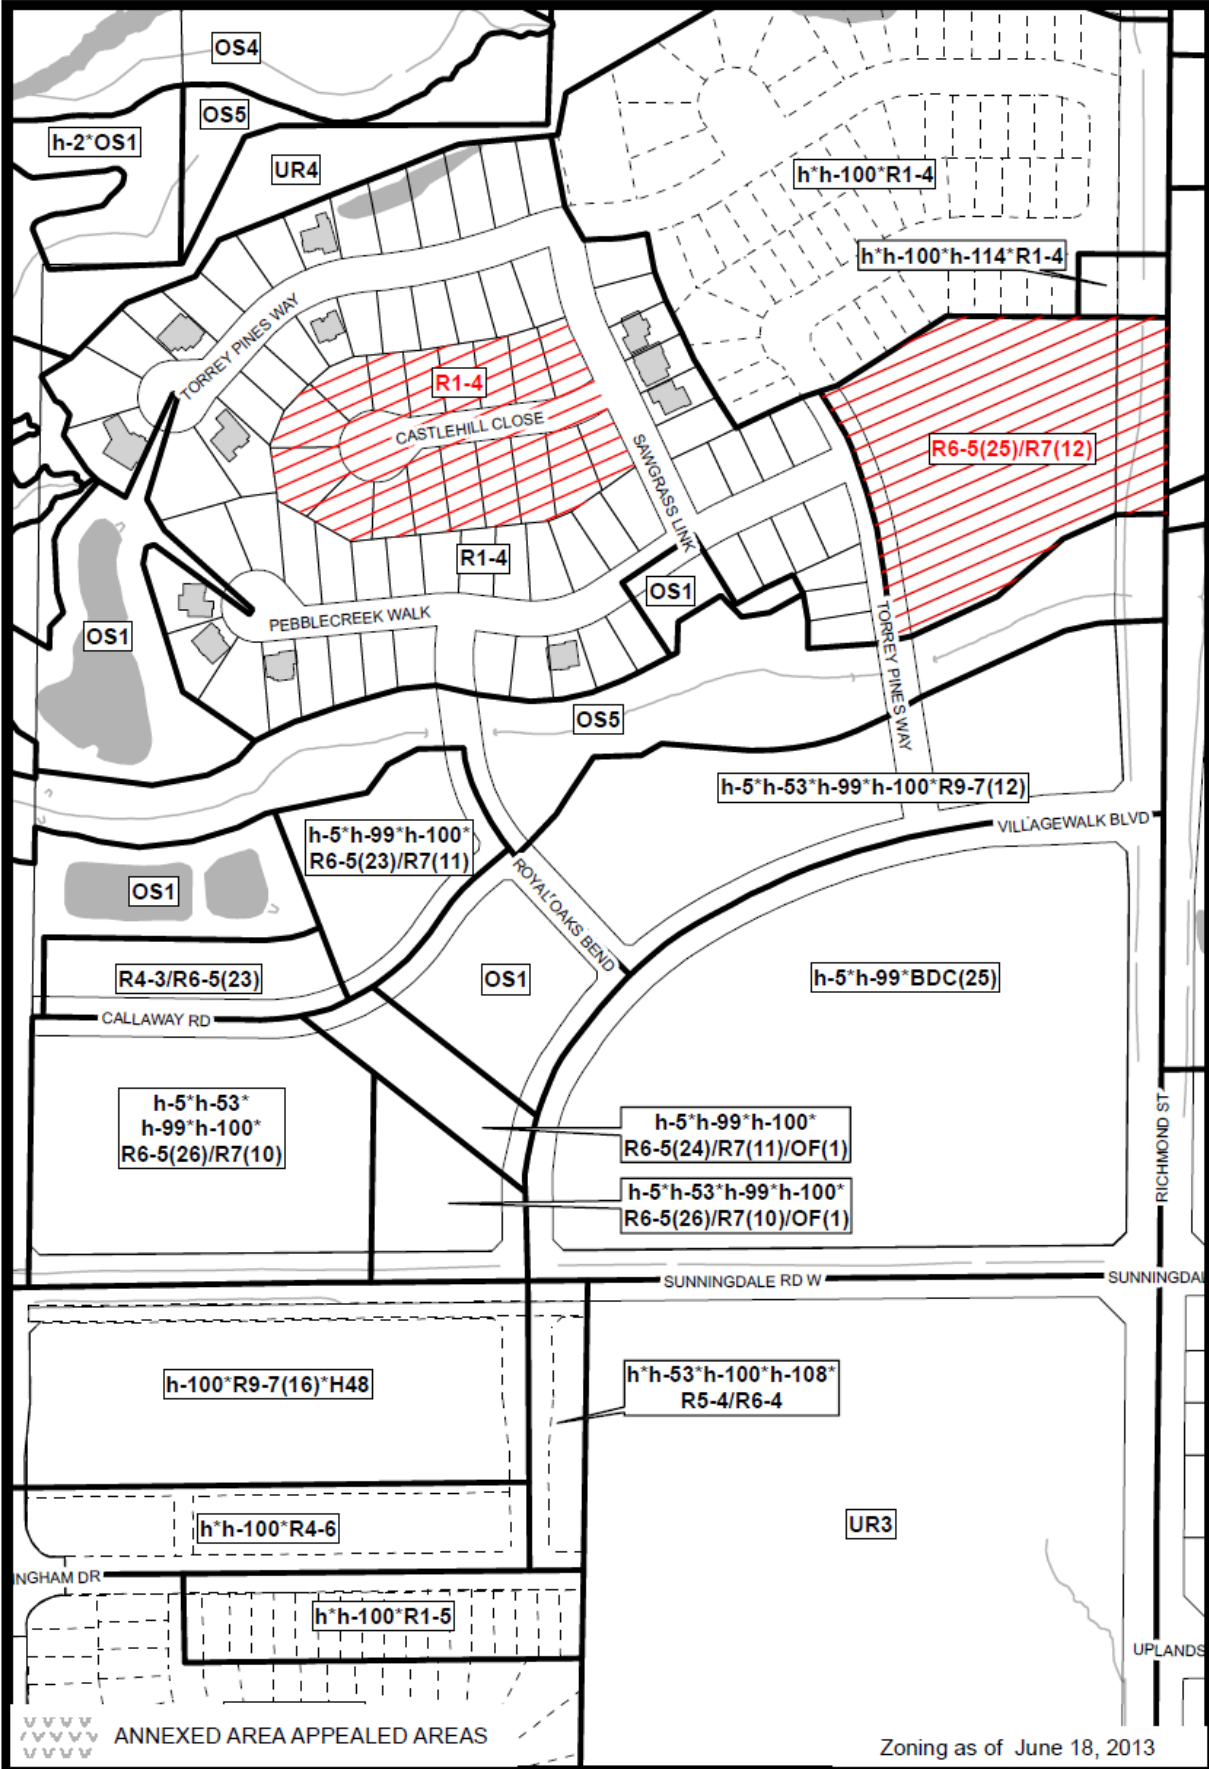 OS4
OS5
h-2*OS1
UR4
h*h-100*R1-4
h*h-100*h-114*R1-4
TORREY PINES WAY
R1-4
CASTLEHILL CLOSE
R6-5(25)/R7(12)
SAWGRASS LINK
R1-4
OS1
PEBBLECREEK WALK
OS1
TORREY PINES WAY
OS5
h-5*h-53*h-99*h-100*R9-7(12)
VILLAGEWALK BLVD
h-5*h-99*h-100*
R6-5(23)/R7(11)
OS1
ROYAL OAKS BEND
R4-3/R6-5(23)
OS1
h-5*h-99*BDC(25)
CALLAWAY RD
h-5*h-53*
h-99*h-100*
R6-5(26)/R7(10)
h-5*h-99*h-100*
R6-5(24)/R7(11)/OF(1)
RICHMOND ST
h-5*h-53*h-99*h-100*
R6-5(26)/R7(10)/OF(1)
SUNNINGDALE RD W
SUNNINGDAL
h-100*R9-7(16)*H48
h*h-53*h-100*h-108*
R5-4/R6-4
h*h-100*R4-6
UR3
INGHAM DR
h*h-100*R1-5
UPLANDS
ANNEXED AREA APPEALED AREAS
Zoning as of June 18, 2013